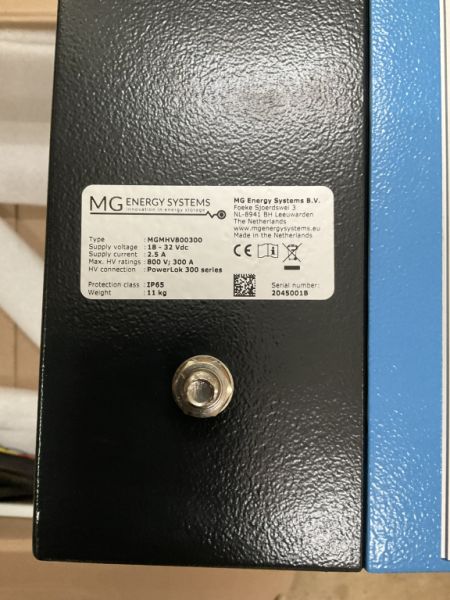 MG ENERGY SYSTEMS
innovation in energy storage
MG Energy Systems B.V.
Foeke Sjoerdswei 3
NL-8941 BH Leeuwarden
The Netherlands
www.mgenergysystems.eu
Made in the Netherlands
Type : MGMHV800300
Supply voltage : 18 - 32 Vdc
Supply current : 2.5 A
Max. HV ratings : 800 V; 300 A
HV connection : PowerLok 300 series
Protection class : IP65
Weight : 11 kg
CE
Serial number:
20450018